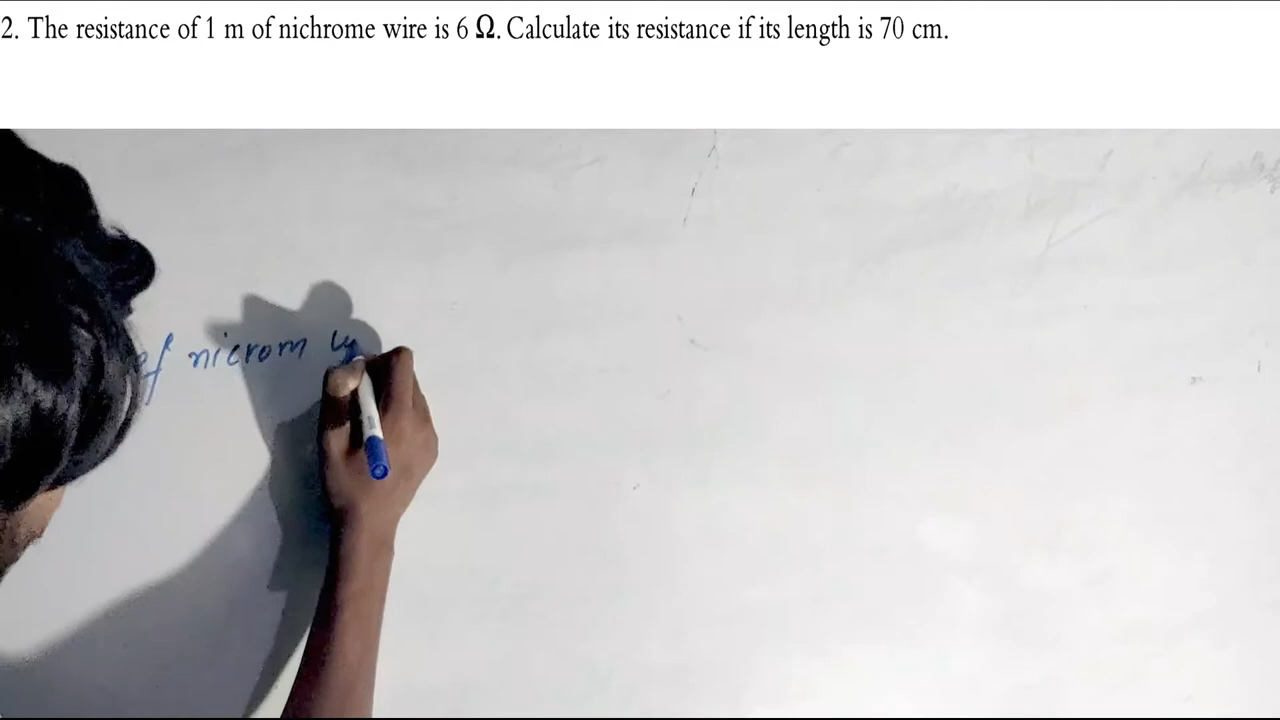 2. The resistance of 1 m of nichrome wire is 6 Ω. Calculate its resistance if its length is 70 cm.
of nicrom